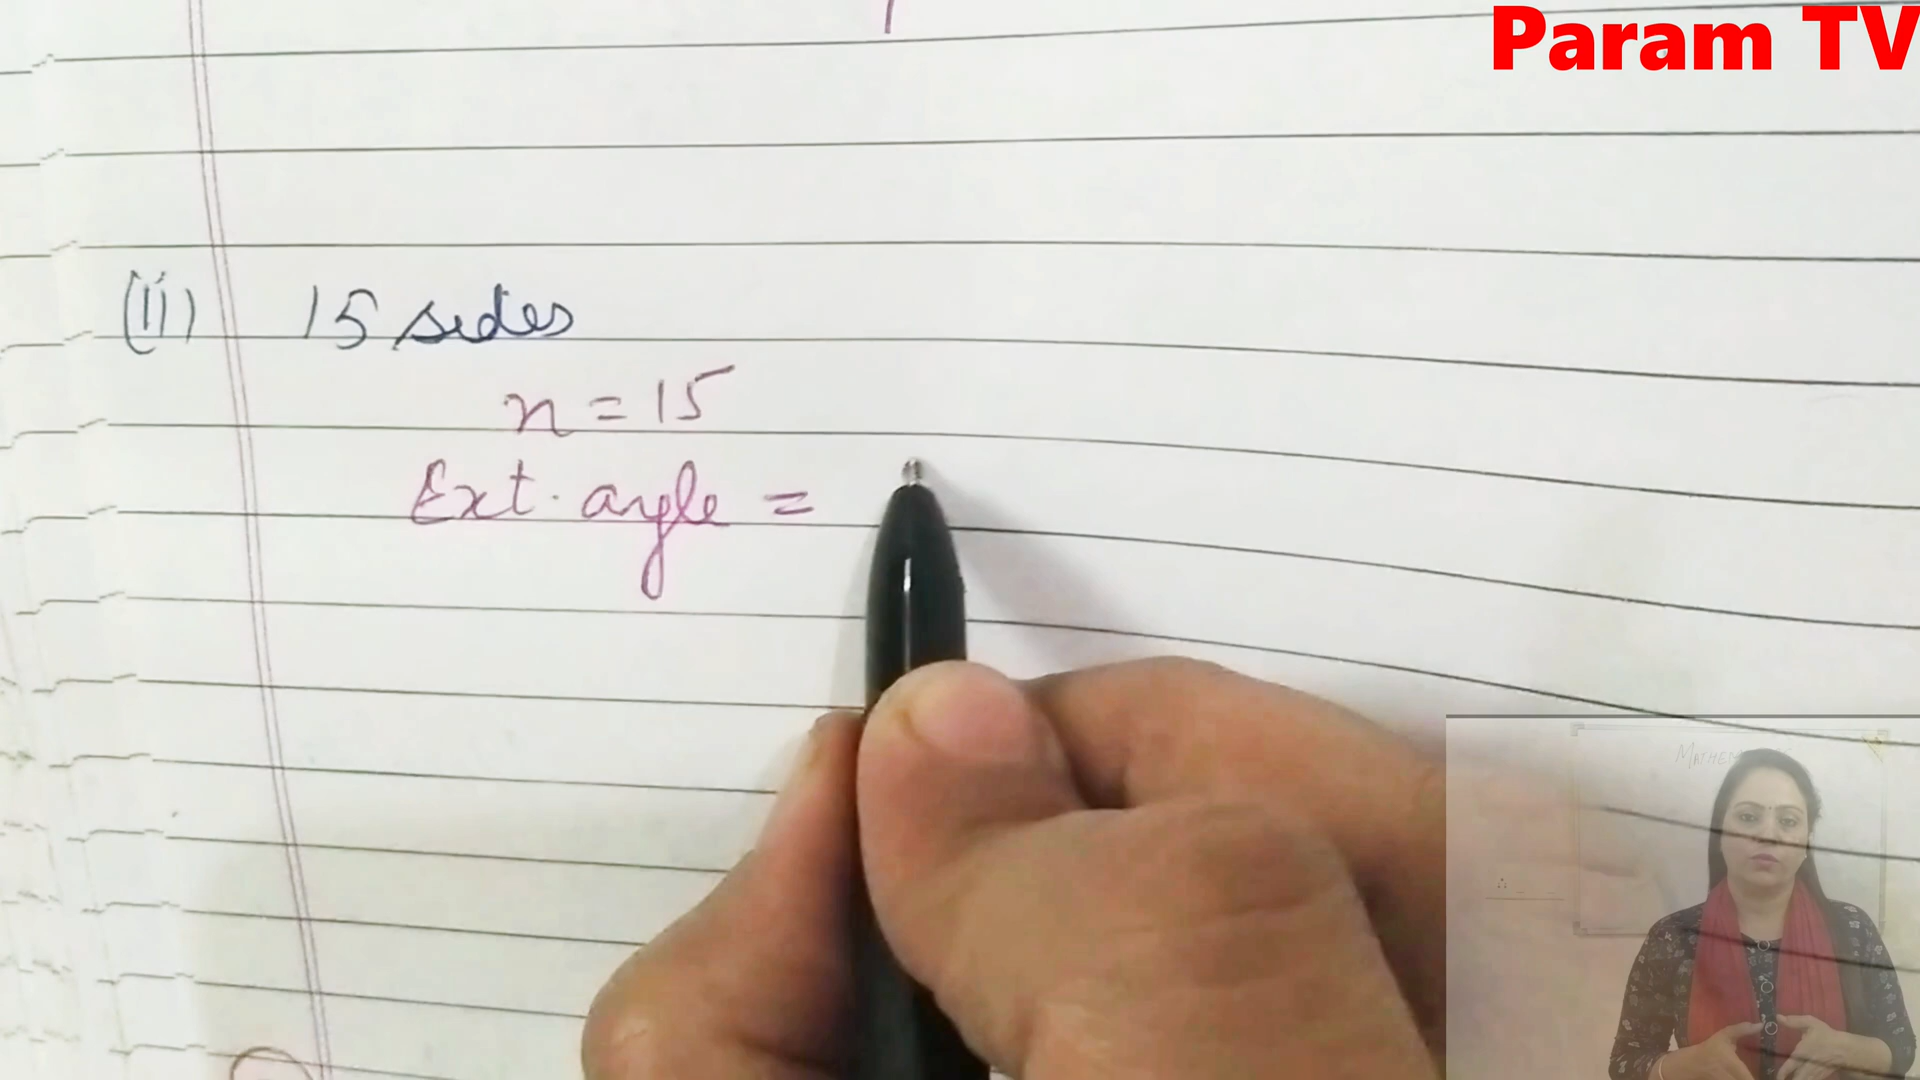 Param TV
(ii) 15 sides
n = 15
Ext. angle =